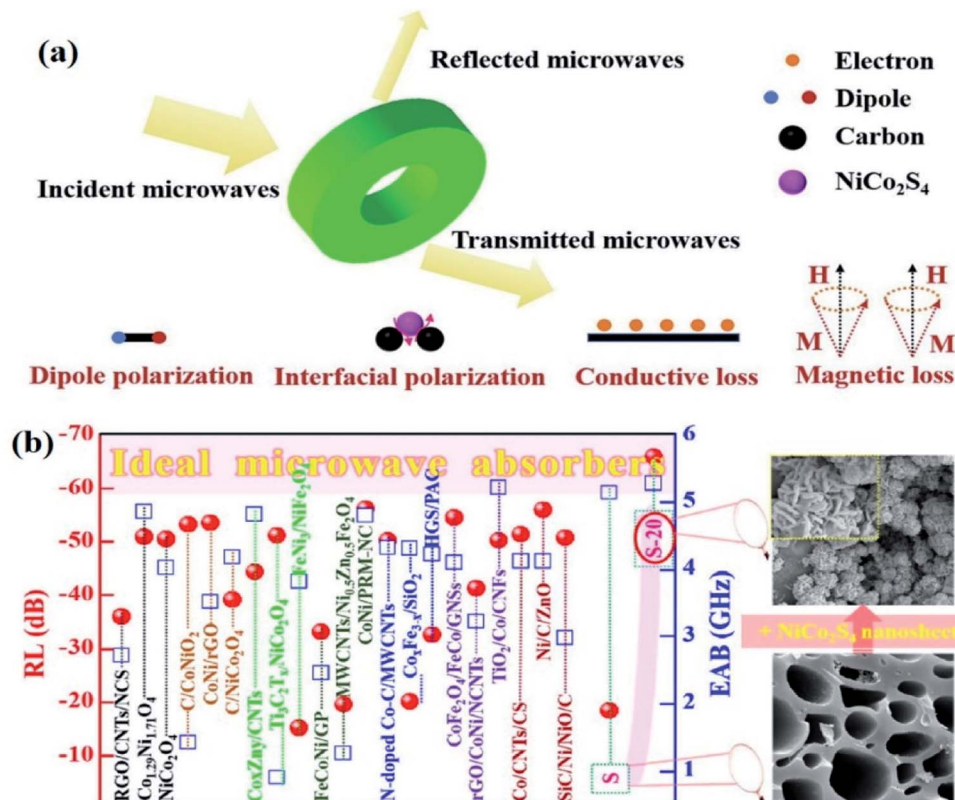 (a)
Reflected microwaves
Incident microwaves
Transmitted microwaves
Electron
Dipole
Carbon
NiCo₂S₄
H H
M M
Dipole polarization
Interfacial polarization
Conductive loss
Magnetic loss
(b)
Ideal microwave absorbers
RL (dB)
-70
-60
-50
-40
-30
-20
-10
RGO/CNTs/NCS
Co₁.₂₉Ni₁.₇₁O₄
NiCo₂O₄
C/CoNiO₂
CoNi/rGO
C/NiCo₂O₄
CoxZny/CNTs
Ti₃C₂Tₓ/NiCo₂O₄
FeNi₃/NiFe₂O₄
FeCoNi/GP
MWCNTs/Ni₀.₅Zn₀.₅Fe₂O₄
CoNi/PRM-NC
N-doped Co-C/MWCNTs
CoₓFe₃₋ₓ/SiO₂
HGS/PAC
CoFe₂O₄/FeCo/GNSs
rGO/CoNi/NCNTs
TiO₂/Co/CNFs
Co/CNTs/CS
Ni/C/ZnO
SiC/Ni/NiO/C
S
S-20
6
5
4
3
2
1
EAB (GHz)
+ NiCo₂S₄ nanosheet